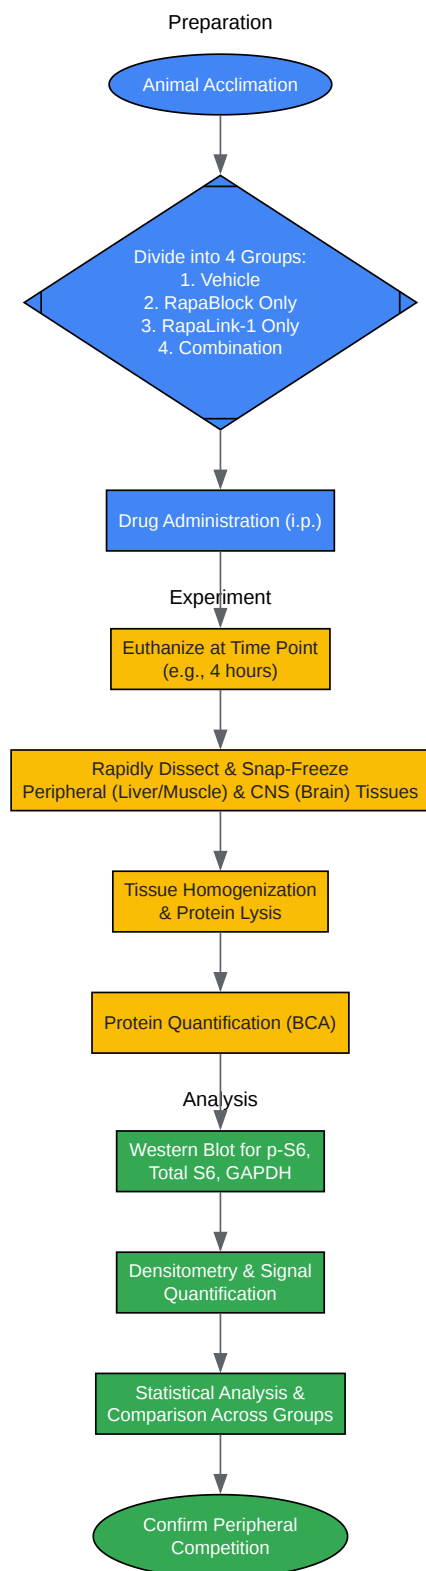 Preparation
Animal Acclimation
Divide into 4 Groups:
1. Vehicle
2. RapaBlock Only
3. RapaLink-1 Only
4. Combination
Drug Administration (i.p.)
Experiment
Euthanize at Time Point
(e.g., 4 hours)
Rapidly Dissect & Snap-Freeze
Peripheral (Liver/Muscle) & CNS (Brain) Tissues
Tissue Homogenization
& Protein Lysis
Protein Quantification (BCA)
Analysis
Western Blot for p-S6,
Total S6, GAPDH
Densitometry & Signal
Quantification
Statistical Analysis &
Comparison Across Groups
Confirm Peripheral
Competition